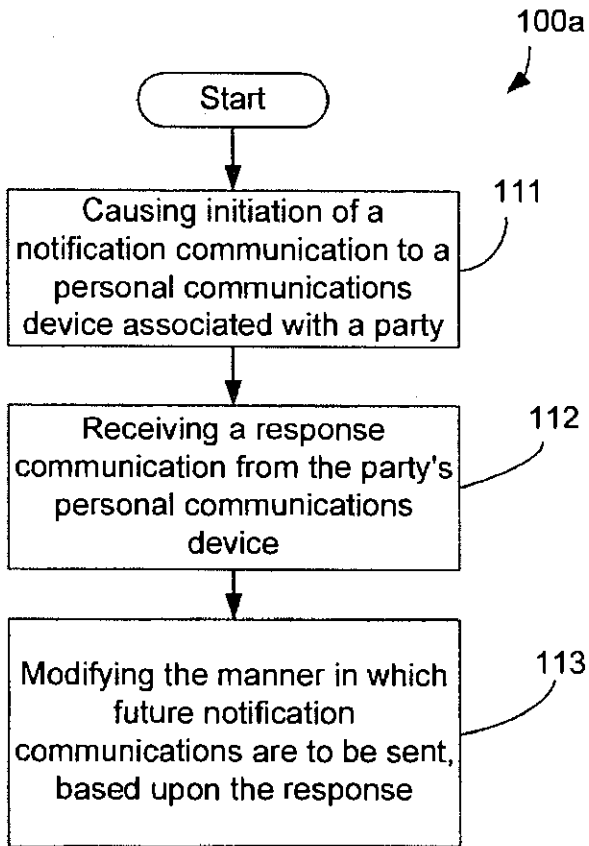 100a
Start
111
Causing initiation of a
notification communication to a
personal communications
device associated with a party
112
Receiving a response
communication from the party's
personal communications
device
113
Modifying the manner in which
future notification
communications are to be sent,
based upon the response